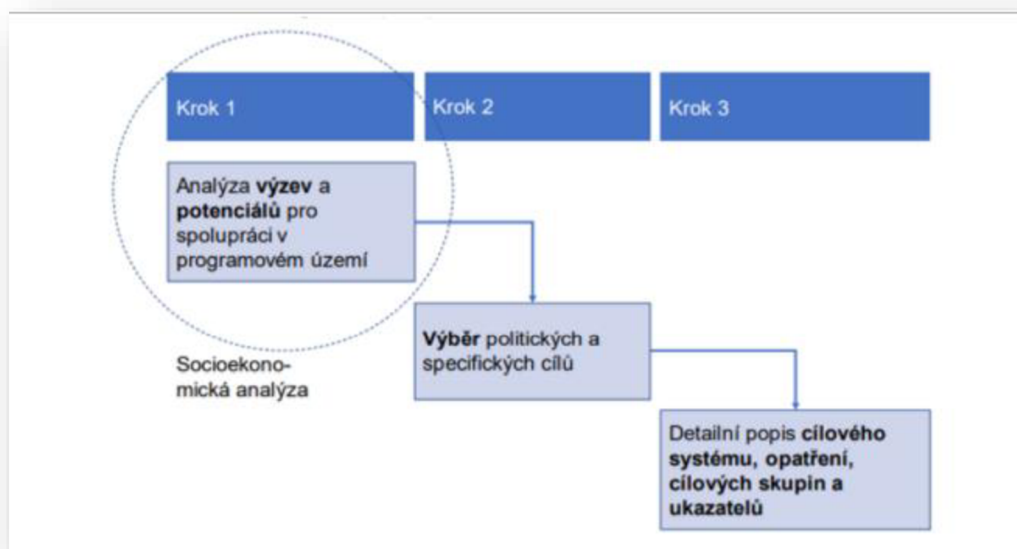 Krok 1
Krok 2
Krok 3
Analýza výzev a
potenciálů pro
spolupráci v
programovém území
Výběr politických a
specifických cílů
Socioekono-
mická analýza
Detailní popis cílového
systému, opatření,
cílových skupin a
ukazatelů